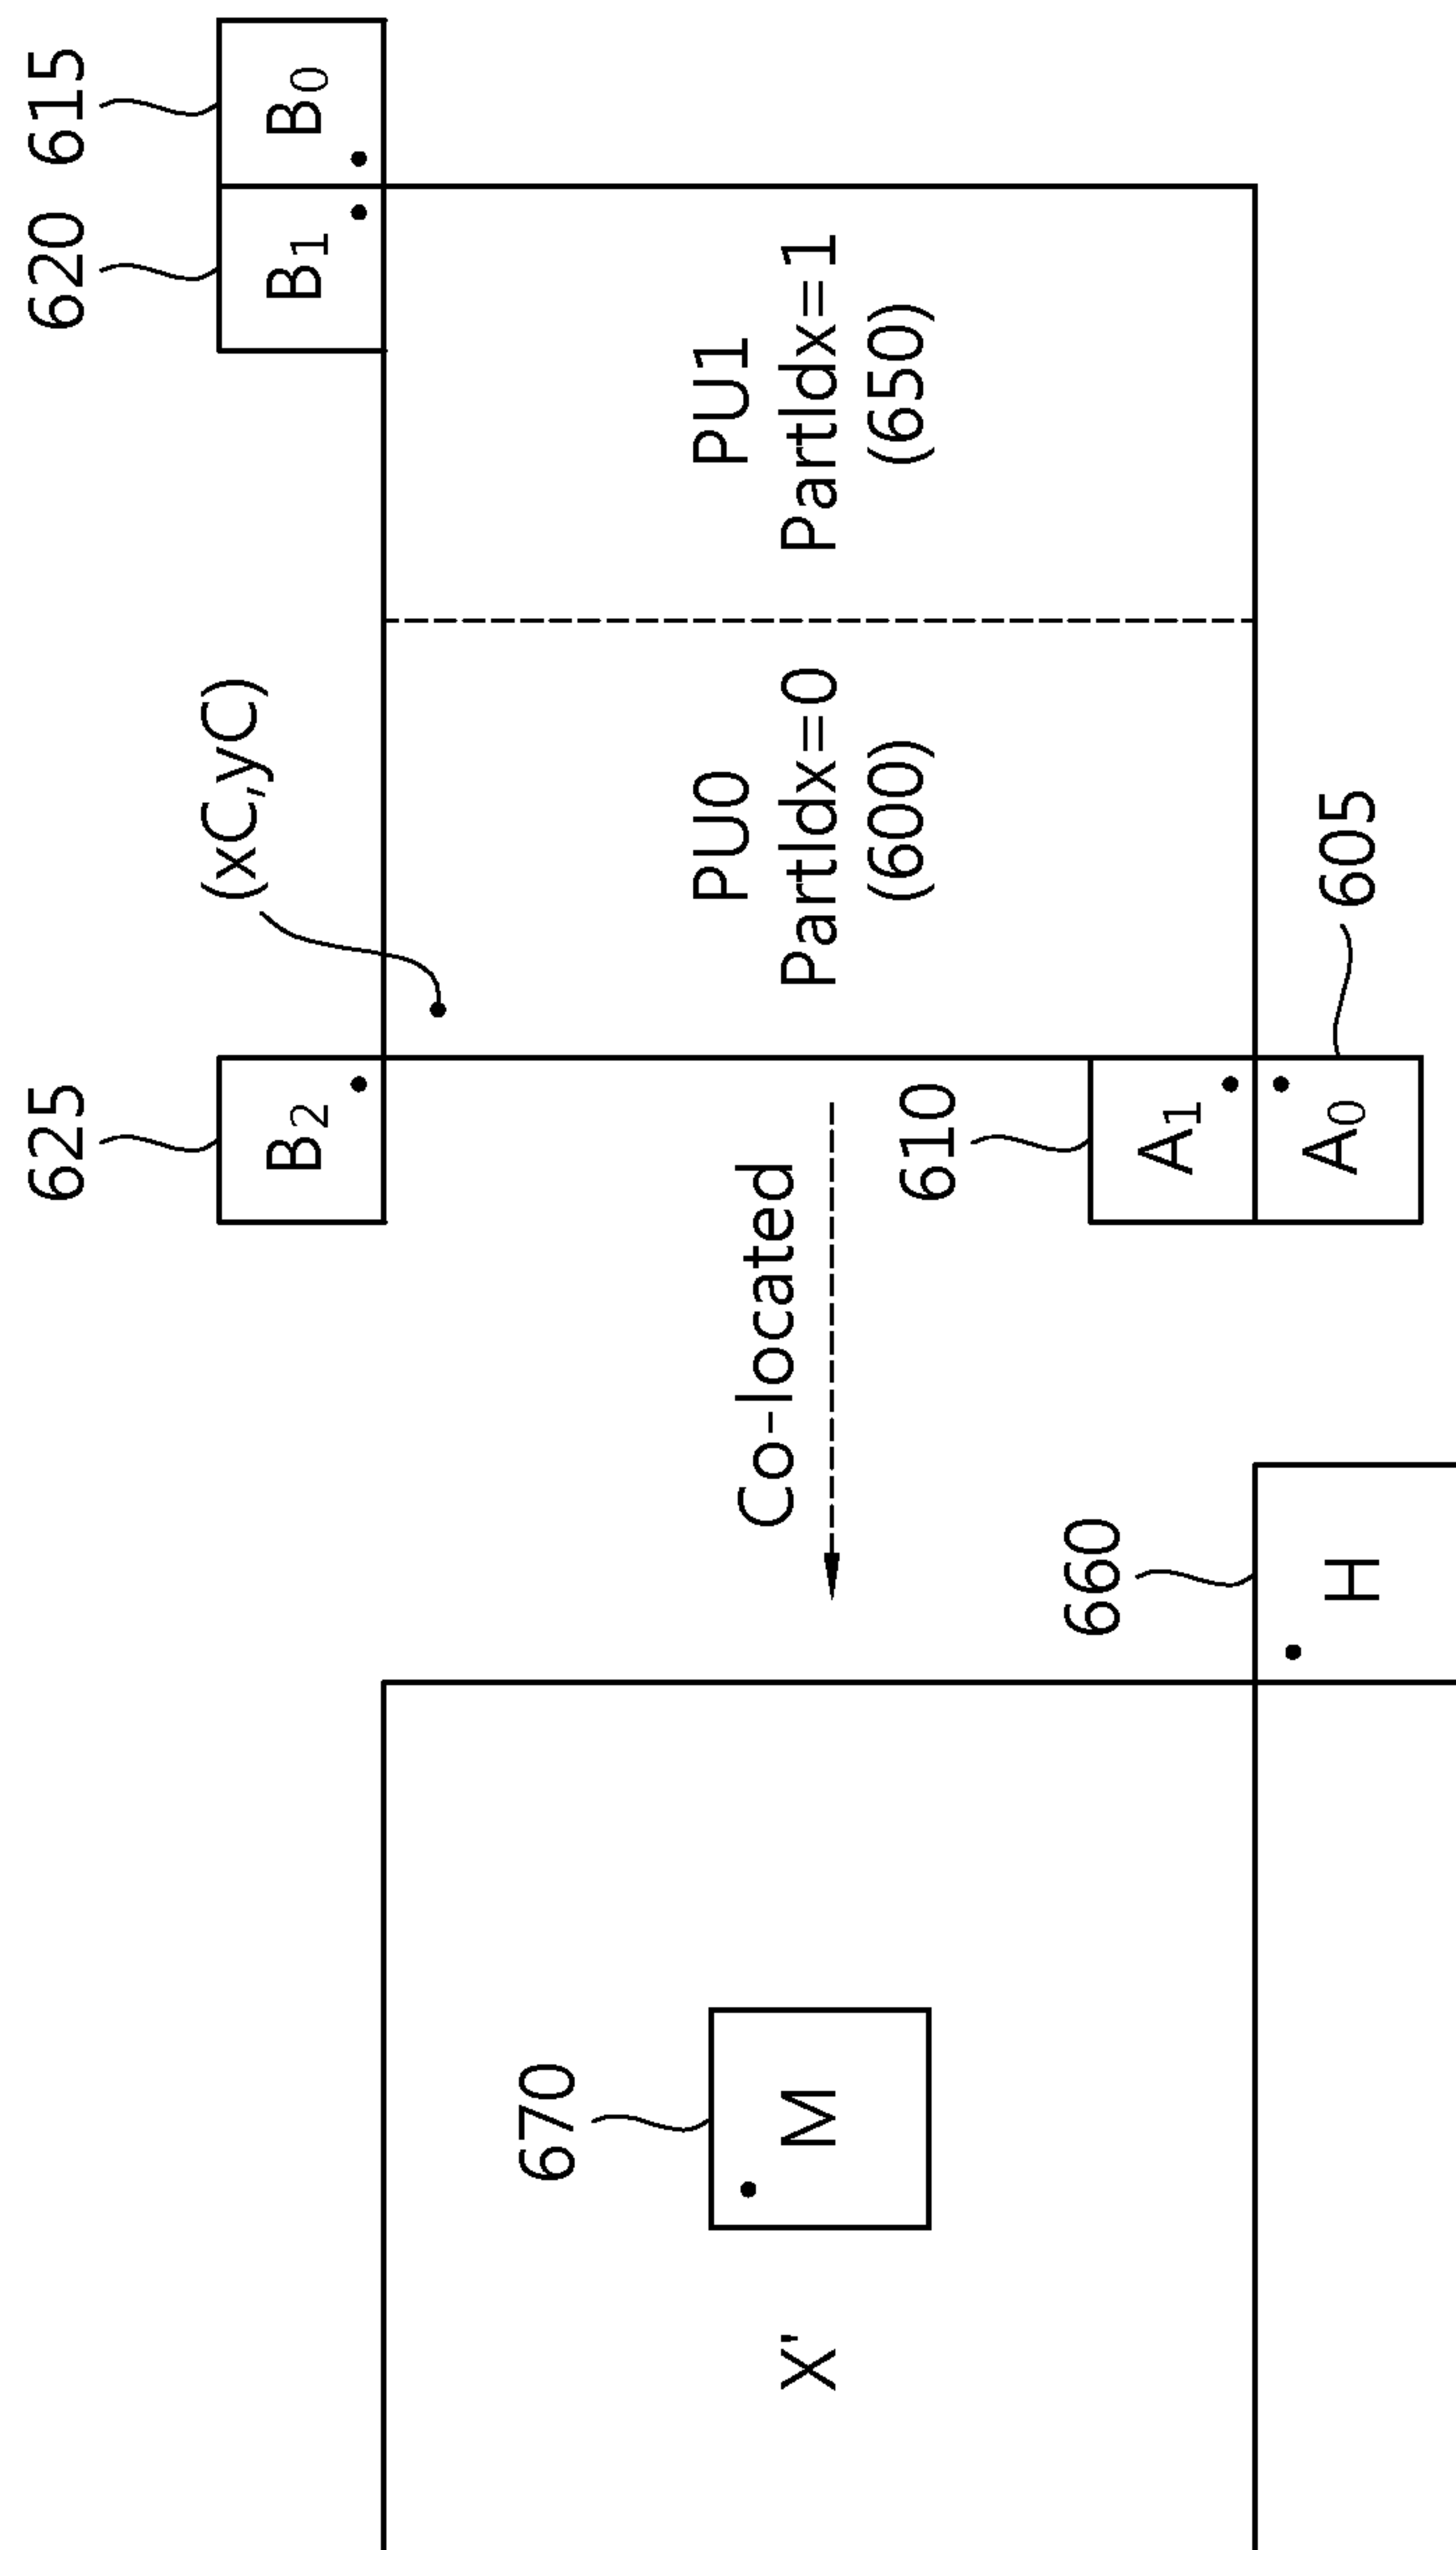 625
B₂
(xC,yC)
620
615
B₁
B₀
PU0
PartIdx=0
(600)
PU1
PartIdx=1
(650)
Co-located
610
A₁
A₀
605
670
M
X'
660
H